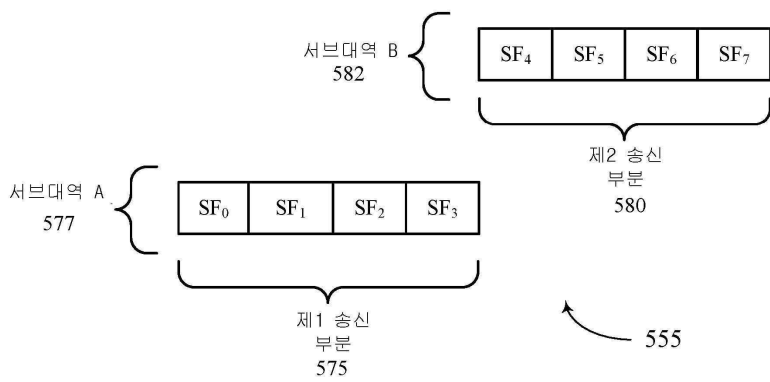 서브대역 B
582
SF₄ SF₅ SF₆ SF₇
제2 송신
부분
580
서브대역 A
577
SF₀ SF₁ SF₂ SF₃
제1 송신
부분
575
555